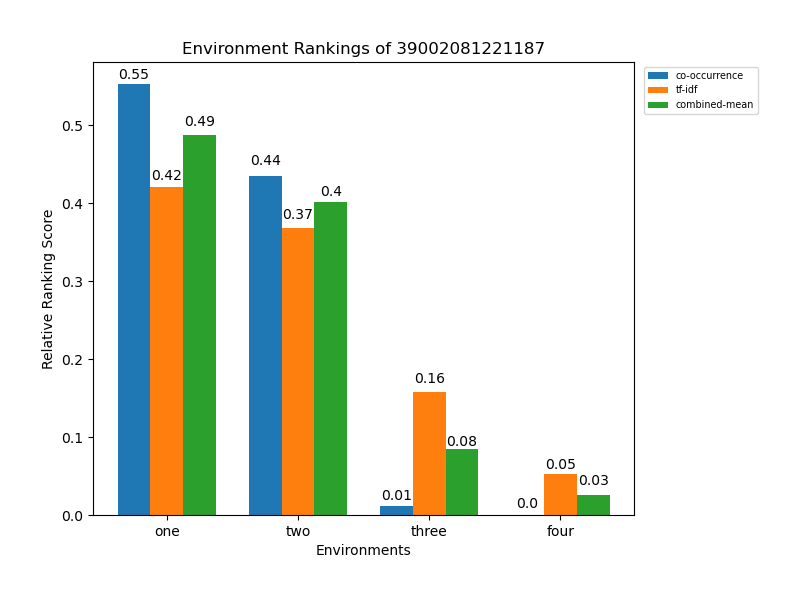 Environment Rankings of 39002081221187
co-occurrence
tf-idf
combined-mean
Relative Ranking Score
0.5
0.4
0.3
0.2
0.1
0.0
0.55
0.42
0.49
0.44
0.37
0.4
0.01
0.16
0.08
0.0
0.05
0.03
one
two
three
four
Environments